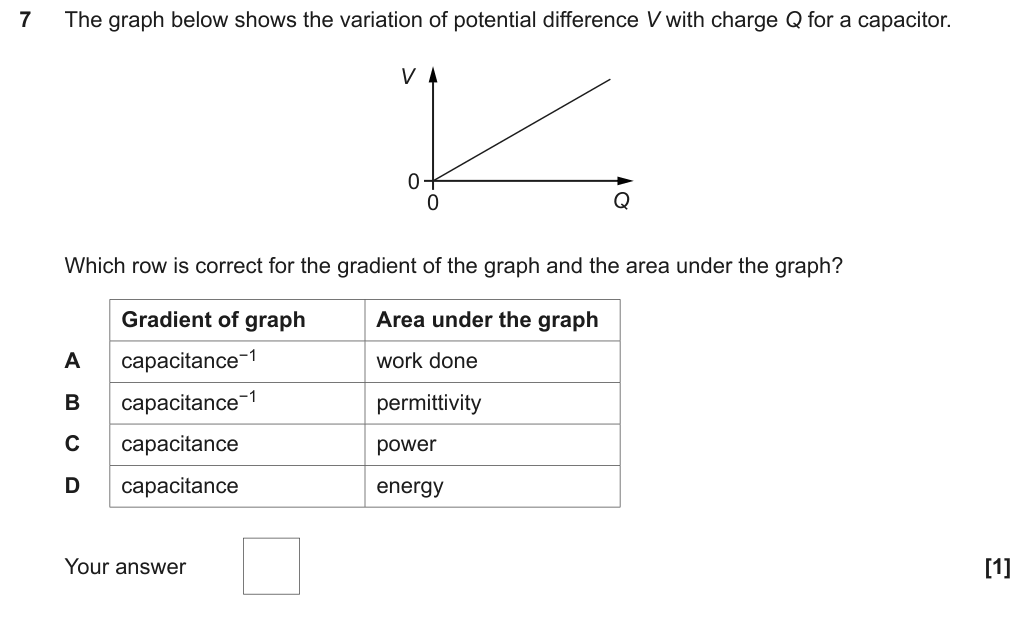 7 The graph below shows the variation of potential difference V with charge Q for a capacitor.
V
0
0
Q
Which row is correct for the gradient of the graph and the area under the graph?
Gradient of graph Area under the graph
A capacitance⁻¹ work done
B capacitance⁻¹ permittivity
C capacitance power
D capacitance energy
Your answer [1]